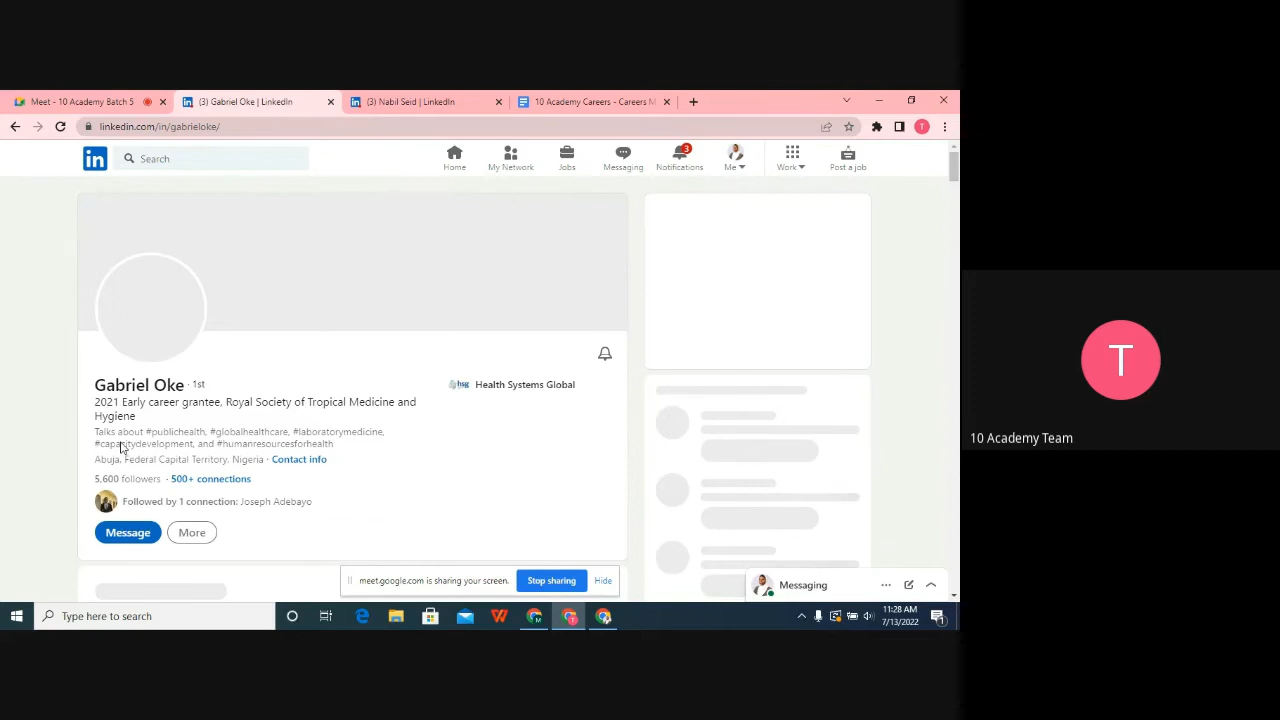 Meet - 10 Academy Batch 5
(3) Gabriel Oke | LinkedIn
(3) Nabil Seid | LinkedIn
10 Academy Careers - Careers M
linkedin.com/in/gabrieloke/
T
in
Search
Home
My Network
Jobs
Messaging
3
Notifications
Me
Work
Post a job
Gabriel Oke · 1st
2021 Early career grantee, Royal Society of Tropical Medicine and
Hygiene
Talks about #publichealth, #globalhealthcare, #laboratorymedicine,
#capacitydevelopment, and #humanresourcesforhealth
Abuja, Federal Capital Territory, Nigeria · Contact info
5,600 followers · 500+ connections
Followed by 1 connection: Joseph Adebayo
Message
More
hsg Health Systems Global
meet.google.com is sharing your screen.
Stop sharing
Hide
Messaging
Type here to search
11:28 AM
7/13/2022
1
T
10 Academy Team